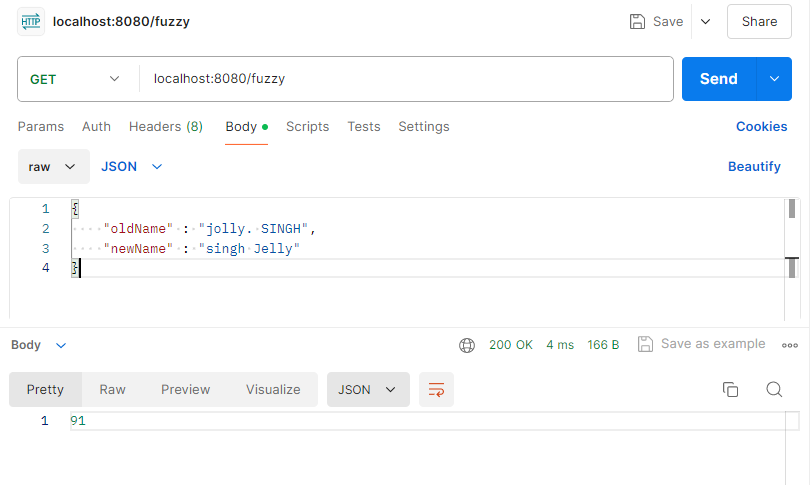 HTTP localhost:8080/fuzzy Save Share
GET localhost:8080/fuzzy Send
Params Auth Headers (8) Body Scripts Tests Settings Cookies
raw JSON Beautify
1 {
2 "oldName" : "jolly. SINGH",
3 "newName" : "singh Jelly"
4 }
Body 200 OK 4 ms 166 B Save as example
Pretty Raw Preview Visualize JSON
1 91